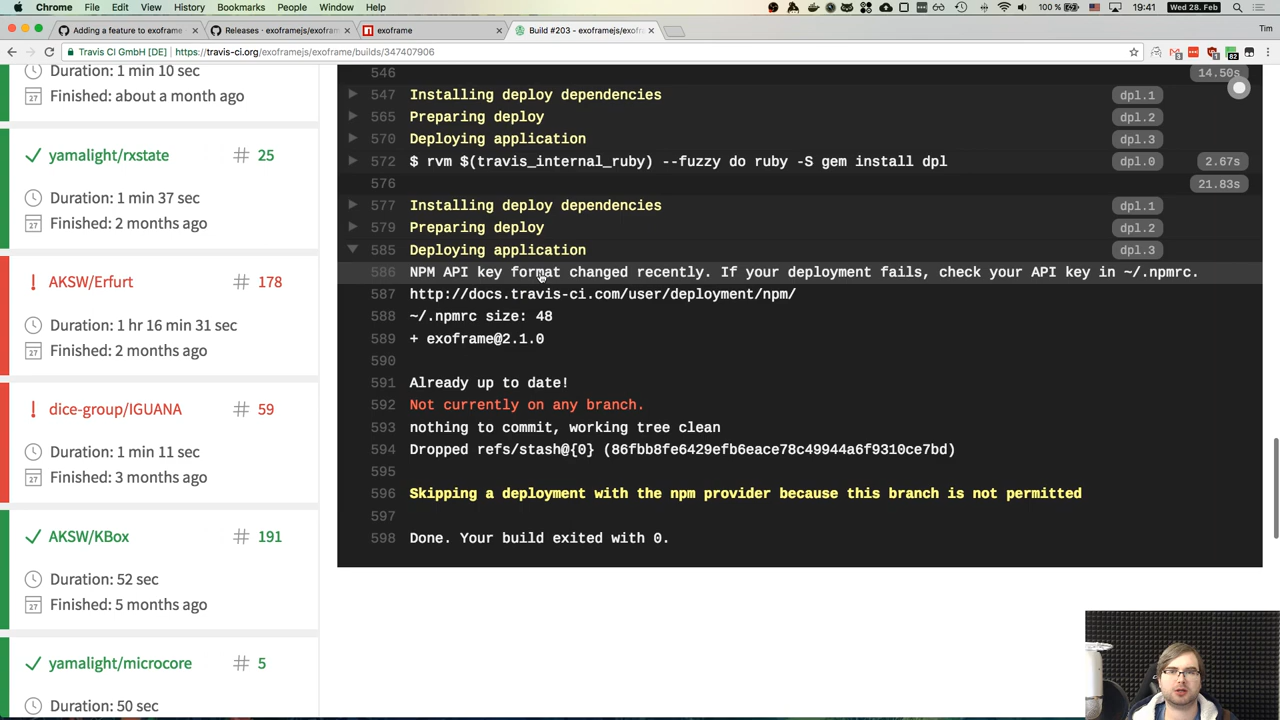 Chrome File Edit View History Bookmarks People Window Help
100 % 19:41 Wed 28. Feb
Adding a feature to exoframe
Releases · exoframejs/exofram
exoframe
Build #203 - exoframejs/exofra
Travis CI GmbH [DE] https://travis-ci.org/exoframejs/exoframe/builds/347407906
Duration: 1 min 10 sec
Finished: about a month ago
yamalight/rxstate # 25
Duration: 1 min 37 sec
Finished: 2 months ago
AKSW/Erfurt # 178
Duration: 1 hr 16 min 31 sec
Finished: 2 months ago
dice-group/IGUANA # 59
Duration: 1 min 11 sec
Finished: 3 months ago
AKSW/KBox # 191
Duration: 52 sec
Finished: 5 months ago
yamalight/microcore # 5
Duration: 50 sec
546 14.50s
547 Installing deploy dependencies dpl.1
565 Preparing deploy dpl.2
570 Deploying application dpl.3
572 $ rvm $(travis_internal_ruby) --fuzzy do ruby -S gem install dpl dpl.0 2.67s
576 21.83s
577 Installing deploy dependencies dpl.1
579 Preparing deploy dpl.2
585 Deploying application dpl.3
586 NPM API key format changed recently. If your deployment fails, check your API key in ~/.npmrc.
587 http://docs.travis-ci.com/user/deployment/npm/
588 ~/.npmrc size: 48
589 + exoframe@2.1.0
590
591 Already up to date!
592 Not currently on any branch.
593 nothing to commit, working tree clean
594 Dropped refs/stash@{0} (86fbb8fe6429efb6eace78c49944a6f9310ce7bd)
595
596 Skipping a deployment with the npm provider because this branch is not permitted
597
598 Done. Your build exited with 0.